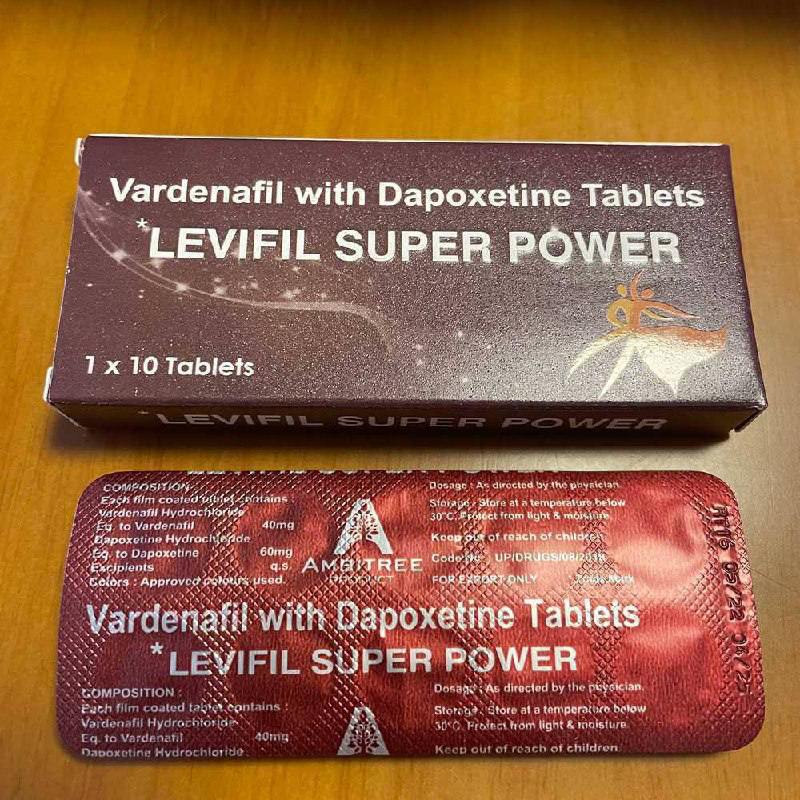 Vardenafil with Dapoxetine Tablets
*LEVIFIL SUPER POWER
1 x 10 Tablets
*LEVIFIL SUPER POWER
COMPOSITION :
Each film coated tablet contains :
Vardenafil Hydrochloride
Eq. to Vardenafil 40mg
Dapoxetine Hydrochloride
Eq. to Dapoxetine 60mg
Excipients q.s.
Colors : Approved colours used.
AMBITREE
PRODUCT
Dosage : As directed by the physician.
Storage : Store at a temperature below
30°C. Protect from light & moisture
Keep out of reach of children
Code No : UP/DRUGS/08/
FOR EXPORT ONLY
Vardenafil with Dapoxetine Tablets
*LEVIFIL SUPER POWER
COMPOSITION :
Each film coated tablet contains :
Vardenafil Hydrochloride
Eq. to Vardenafil 40mg
Dapoxetine Hydrochloride
Dosage : As directed by the physician.
Storage : Store at a temperature below
30°C. Protect from light & moisture.
Keep out of reach of children